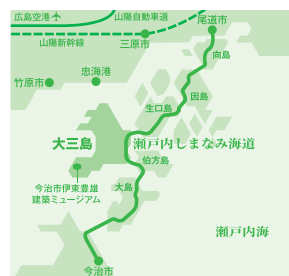 広島空港
山陽自動車道
尾道市
山陽新幹線
三原市
向島
忠海港
竹原市
因島
生口島
大三島
瀬戸内しまなみ海道
伯方島
今治市伊東豊雄
建築ミュージアム
大島
瀬戸内海
今治市